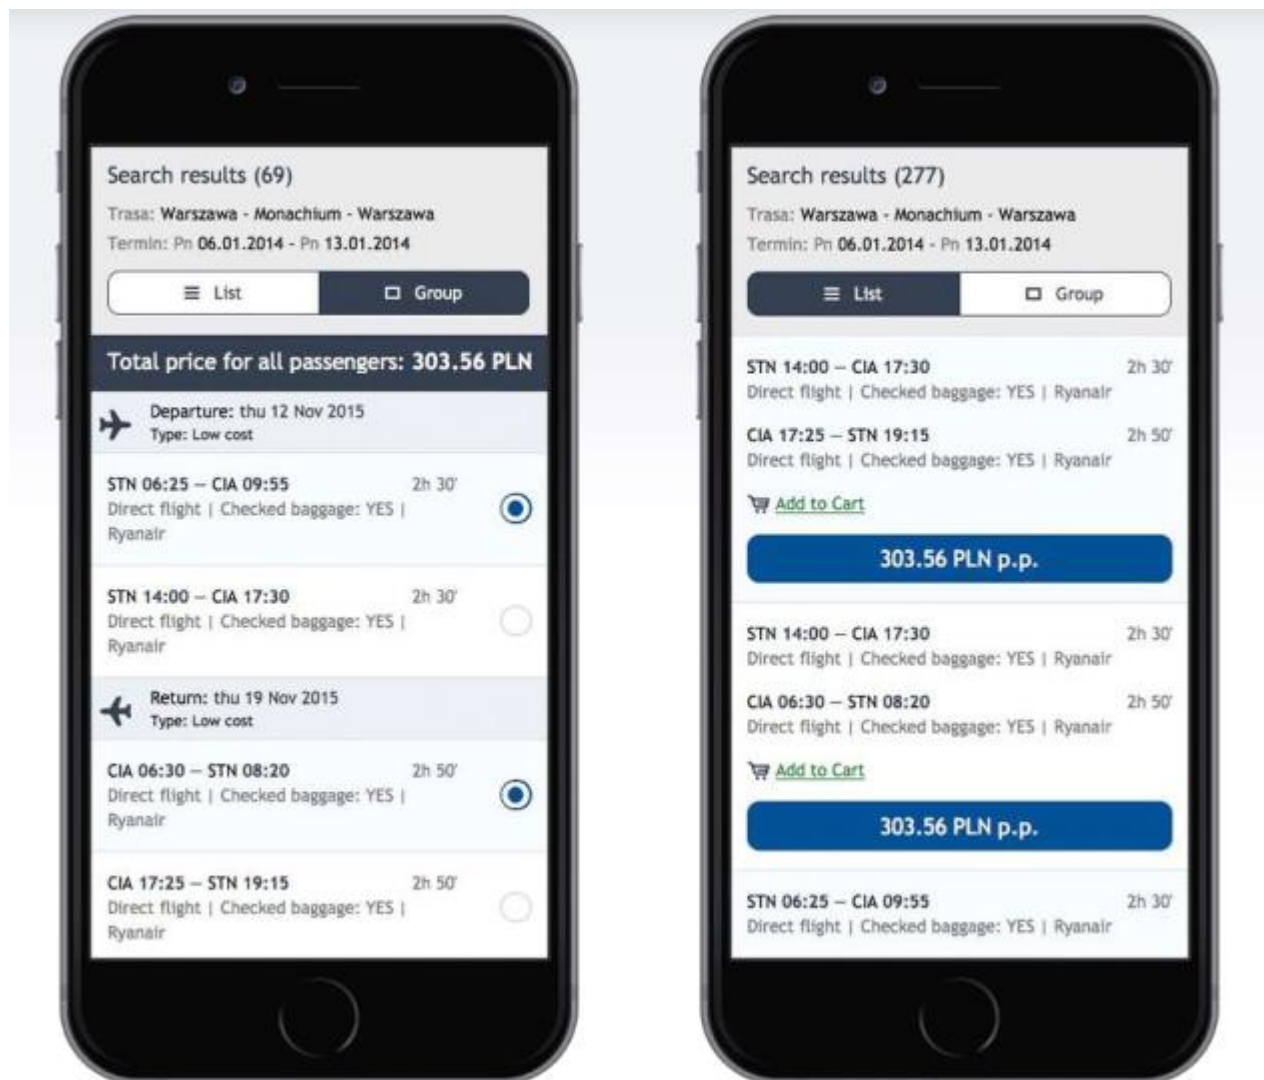 Search results (69)
Trasa: Warszawa - Monachium - Warszawa
Termin: Pn 06.01.2014 - Pn 13.01.2014
List
Group
Total price for all passengers: 303.56 PLN
Departure: thu 12 Nov 2015
Type: Low cost
STN 06:25 — CIA 09:55 2h 30'
Direct flight | Checked baggage: YES |
Ryanair
STN 14:00 — CIA 17:30 2h 30'
Direct flight | Checked baggage: YES |
Ryanair
Return: thu 19 Nov 2015
Type: Low cost
CIA 06:30 — STN 08:20 2h 50'
Direct flight | Checked baggage: YES |
Ryanair
CIA 17:25 — STN 19:15 2h 50'
Direct flight | Checked baggage: YES |
Ryanair
Search results (277)
Trasa: Warszawa - Monachium - Warszawa
Termin: Pn 06.01.2014 - Pn 13.01.2014
List
Group
STN 14:00 — CIA 17:30 2h 30'
Direct flight | Checked baggage: YES | Ryanair
CIA 17:25 — STN 19:15 2h 50'
Direct flight | Checked baggage: YES | Ryanair
Add to Cart
303.56 PLN p.p.
STN 14:00 — CIA 17:30 2h 30'
Direct flight | Checked baggage: YES | Ryanair
CIA 06:30 — STN 08:20 2h 50'
Direct flight | Checked baggage: YES | Ryanair
Add to Cart
303.56 PLN p.p.
STN 06:25 — CIA 09:55 2h 30'
Direct flight | Checked baggage: YES | Ryanair